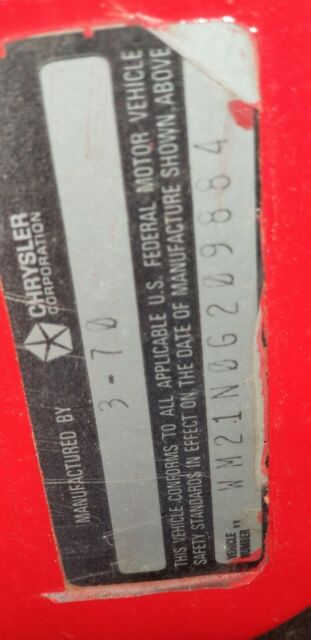 MANUFACTURED BY CHRYSLER
CORPORATION
3-70
THIS VEHICLE CONFORMS TO ALL APPLICABLE U.S. FEDERAL MOTOR VEHICLE
SAFETY STANDARDS IN EFFECT ON THE DATE OF MANUFACTURE SHOWN ABOVE
VEHICLE
NUMBER WM21N0G209884